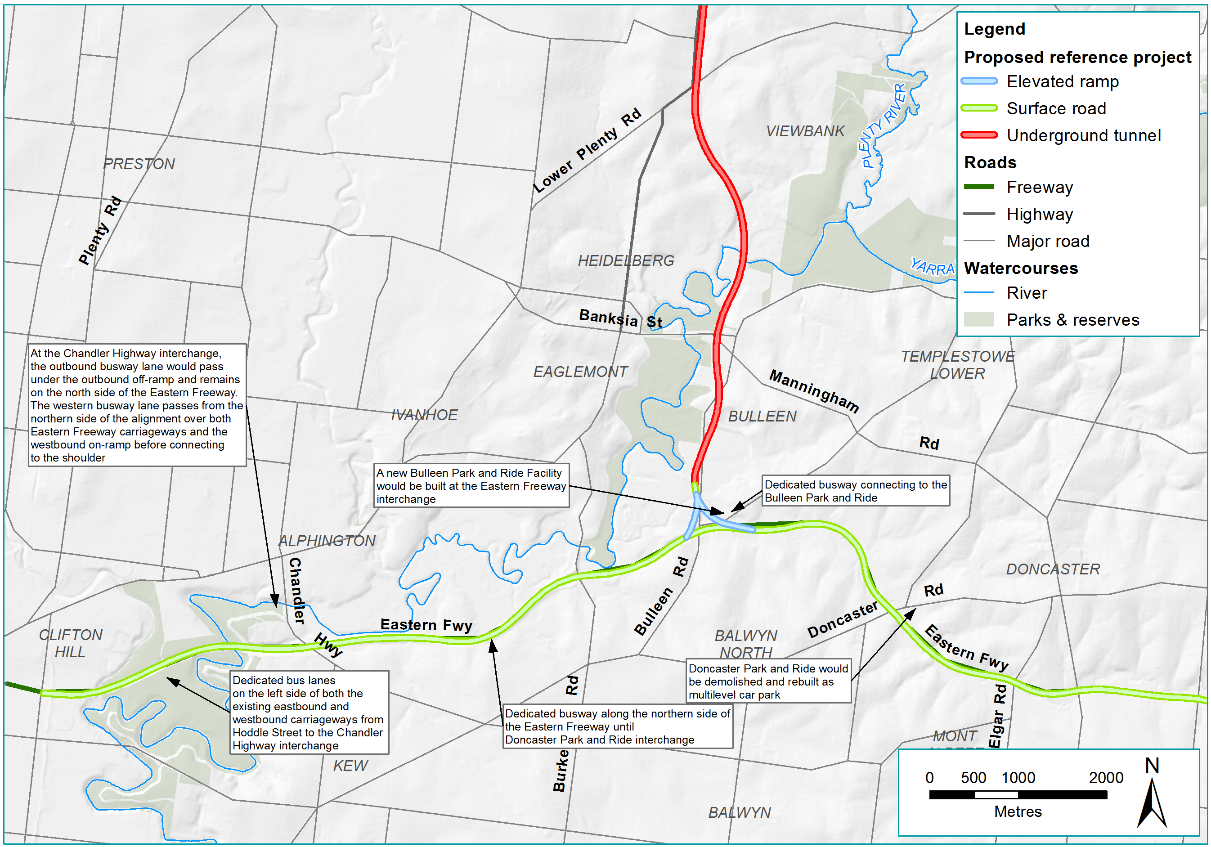 Legend
Proposed reference project
Elevated ramp
Surface road
Underground tunnel
Roads
Freeway
Highway
Major road
Watercourses
River
Parks & reserves
PRESTON
Plenty Rd
Lower Plenty Rd
VIEWBANK
PLENTY RIVER
YARRA
HEIDELBERG
Banksia St
EAGLEMONT
IVANHOE
TEMPLESTOWE
LOWER
Manningham
Rd
BULLEEN
At the Chandler Highway interchange,
the outbound busway lane would pass
under the outbound off-ramp and remains
on the north side of the Eastern Freeway.
The western busway lane passes from the
northern side of the alignment over both
Eastern Freeway carriageways and the
westbound on-ramp before connecting
to the shoulder
A new Bulleen Park and Ride Facility
would be built at the Eastern Freeway
interchange
Dedicated busway connecting to the
Bulleen Park and Ride
ALPHINGTON
Chandler
Hwy
Eastern Fwy
Bulleen Rd
DONCASTER
Doncaster
Rd
Eastern Fwy
CLIFTON
HILL
BALWYN
NORTH
Doncaster Park and Ride would
be demolished and rebuilt as
multilevel car park
Dedicated bus lanes
on the left side of both the
existing eastbound and
westbound carriageways from
Hoddle Street to the Chandler
Highway interchange
Dedicated busway along the northern side of
the Eastern Freeway until
Doncaster Park and Ride interchange
Burke
Rd
Elgar Rd
MONT
KEW
BALWYN
0 500 1000 2000
Metres
N